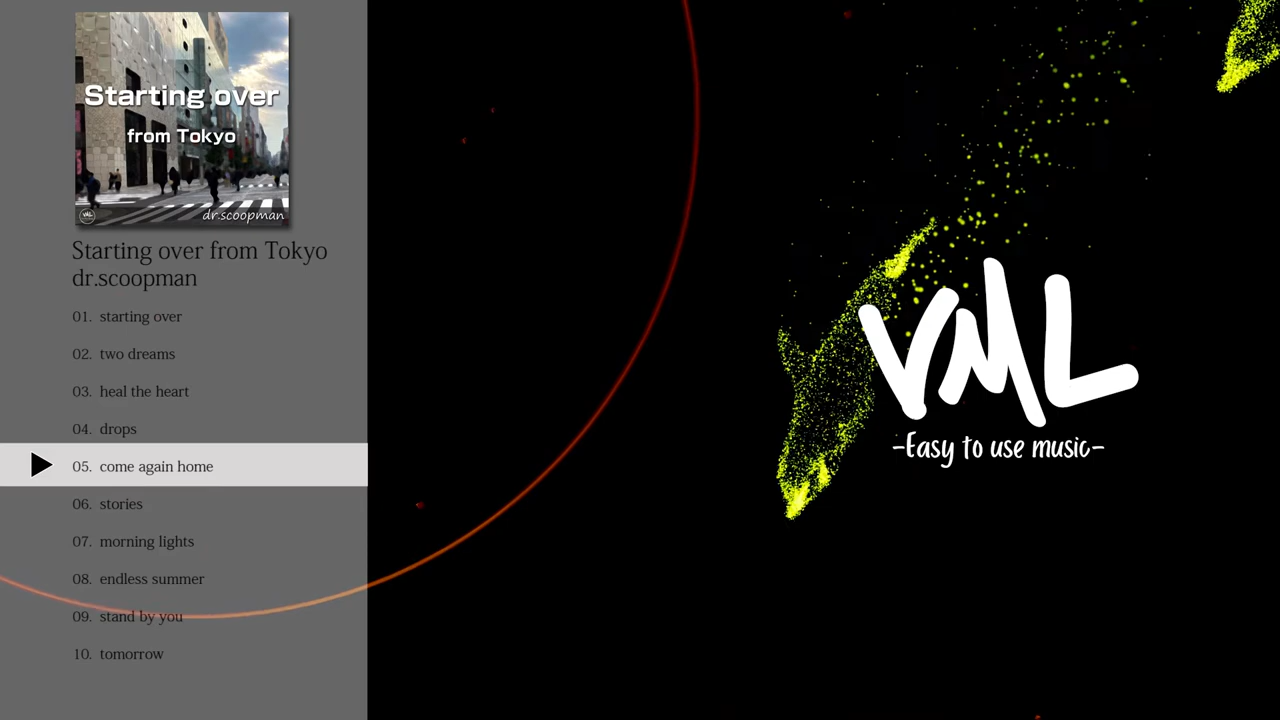 Starting over
from Tokyo
VML
dr.scoopman
Starting over from Tokyo
dr.scoopman
01. starting over
02. two dreams
03. heal the heart
04. drops
05. come again home
06. stories
07. morning lights
08. endless summer
09. stand by you
10. tomorrow
VML
-Easy to use music-